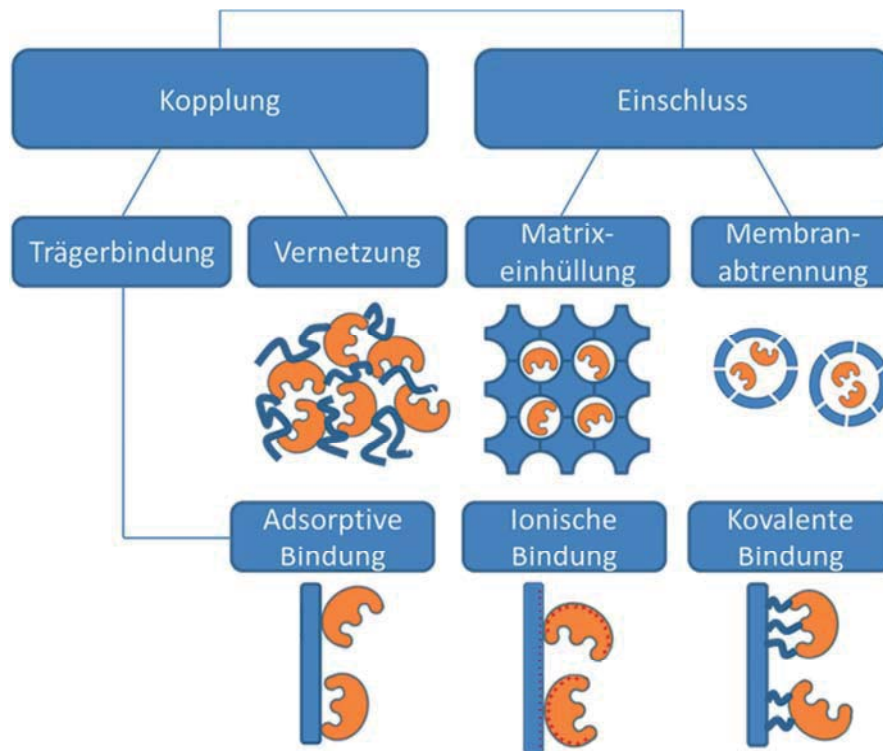 Kopplung
Einschluss
Trägerbindung
Vernetzung
Matrix-
einhüllung
Membran-
abtrennung
Adsorptive
Bindung
Ionische
Bindung
Kovalente
Bindung